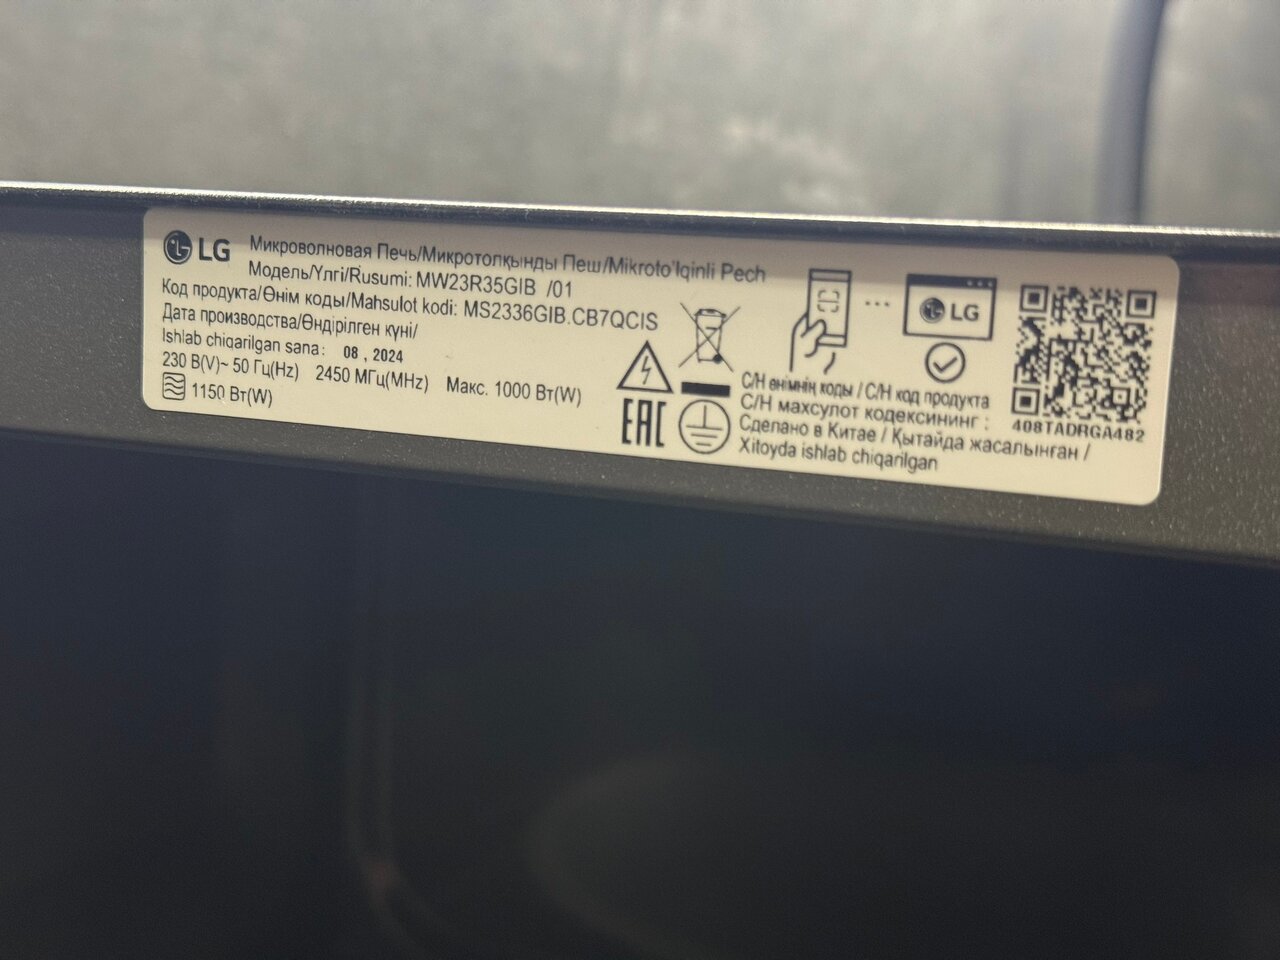 LG
Микроволновая Печь/Микротолқынды Пеш/Mikroto'lqinli Pech
Модель/Үлгі/Rusumi: MW23R35GIB /01
Код продукта/Өнім коды/Mahsulot kodi: MS2336GIB.CB7QCIS
Дата производства/Өндірілген күні/
Ishlab chiqarilgan sana: 08 , 2024
230 В(V)~ 50 Гц(Hz) 2450 МГц(MHz) Макс. 1000 Вт(W)
1150 Вт(W)
EAC
LG
С/Н өнімнің коды / С/Н код продукта
С/Н махсулот кодексининг :
Сделано в Китае / Қытайда жасалынған /
Xitoyda ishlab chiqarilgan
408TADRGA482